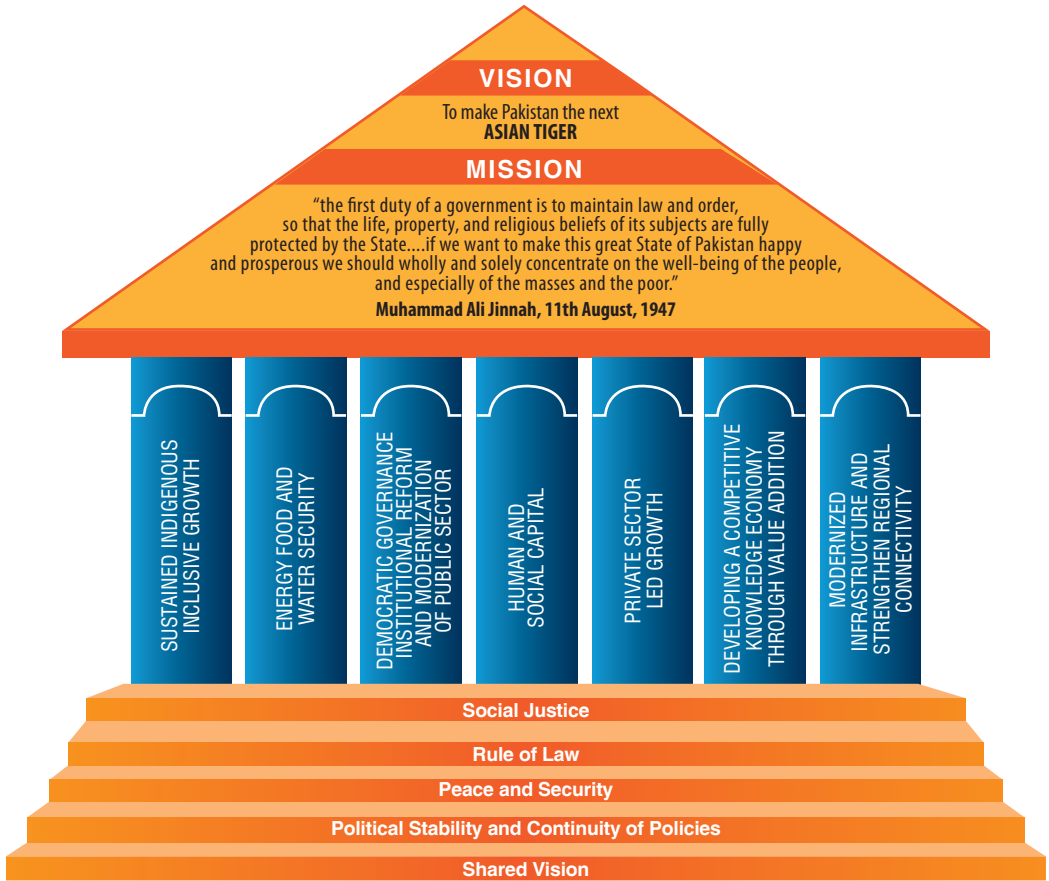 VISION
To make Pakistan the next
ASIAN TIGER
MISSION
“the first duty of a government is to maintain law and order,
so that the life, property, and religious beliefs of its subjects are fully
protected by the State....if we want to make this great State of Pakistan happy
and prosperous we should wholly and solely concentrate on the well-being of the people,
and especially of the masses and the poor.”
Muhammad Ali Jinnah, 11th August, 1947
SUSTAINED INDIGENOUS
INCLUSIVE GROWTH
ENERGY FOOD AND
WATER SECURITY
DEMOCRATIC GOVERNANCE
INSTITUTIONAL REFORM
AND MODERNIZATION
OF PUBLIC SECTOR
HUMAN AND
SOCIAL CAPITAL
PRIVATE SECTOR
LED GROWTH
DEVELOPING A COMPETITIVE
KNOWLEDGE ECONOMY
THROUGH VALUE ADDITION
MODERNIZED
INFRASTRUCTURE AND
STRENGTHEN REGIONAL
CONNECTIVITY
Social Justice
Rule of Law
Peace and Security
Political Stability and Continuity of Policies
Shared Vision